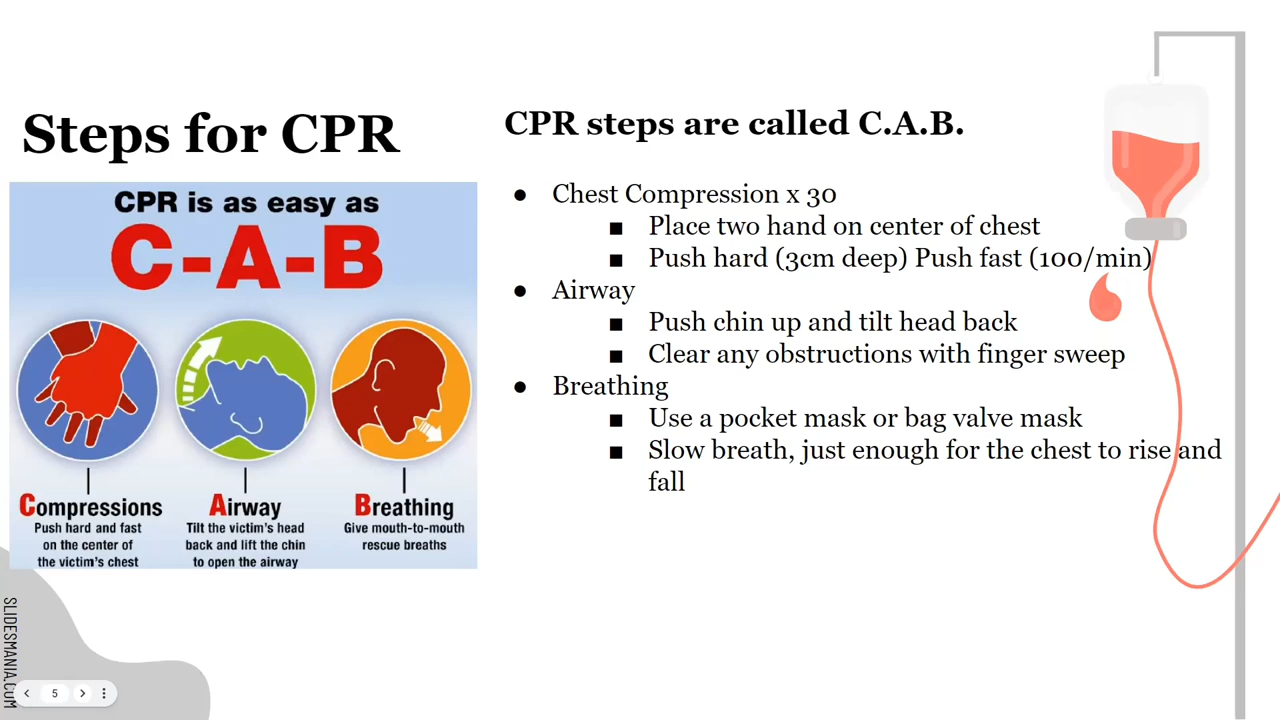 Steps for CPR
CPR is as easy as
C-A-B
Compressions
Push hard and fast
on the center of
the victim's chest
Airway
Tilt the victim's head
back and lift the chin
to open the airway
Breathing
Give mouth-to-mouth
rescue breaths
CPR steps are called C.A.B.
● Chest Compression x 30
■ Place two hand on center of chest
■ Push hard (3cm deep) Push fast (100/min)
● Airway
■ Push chin up and tilt head back
■ Clear any obstructions with finger sweep
● Breathing
■ Use a pocket mask or bag valve mask
■ Slow breath, just enough for the chest to rise and
fall
SLIDESMANIA.COM
5